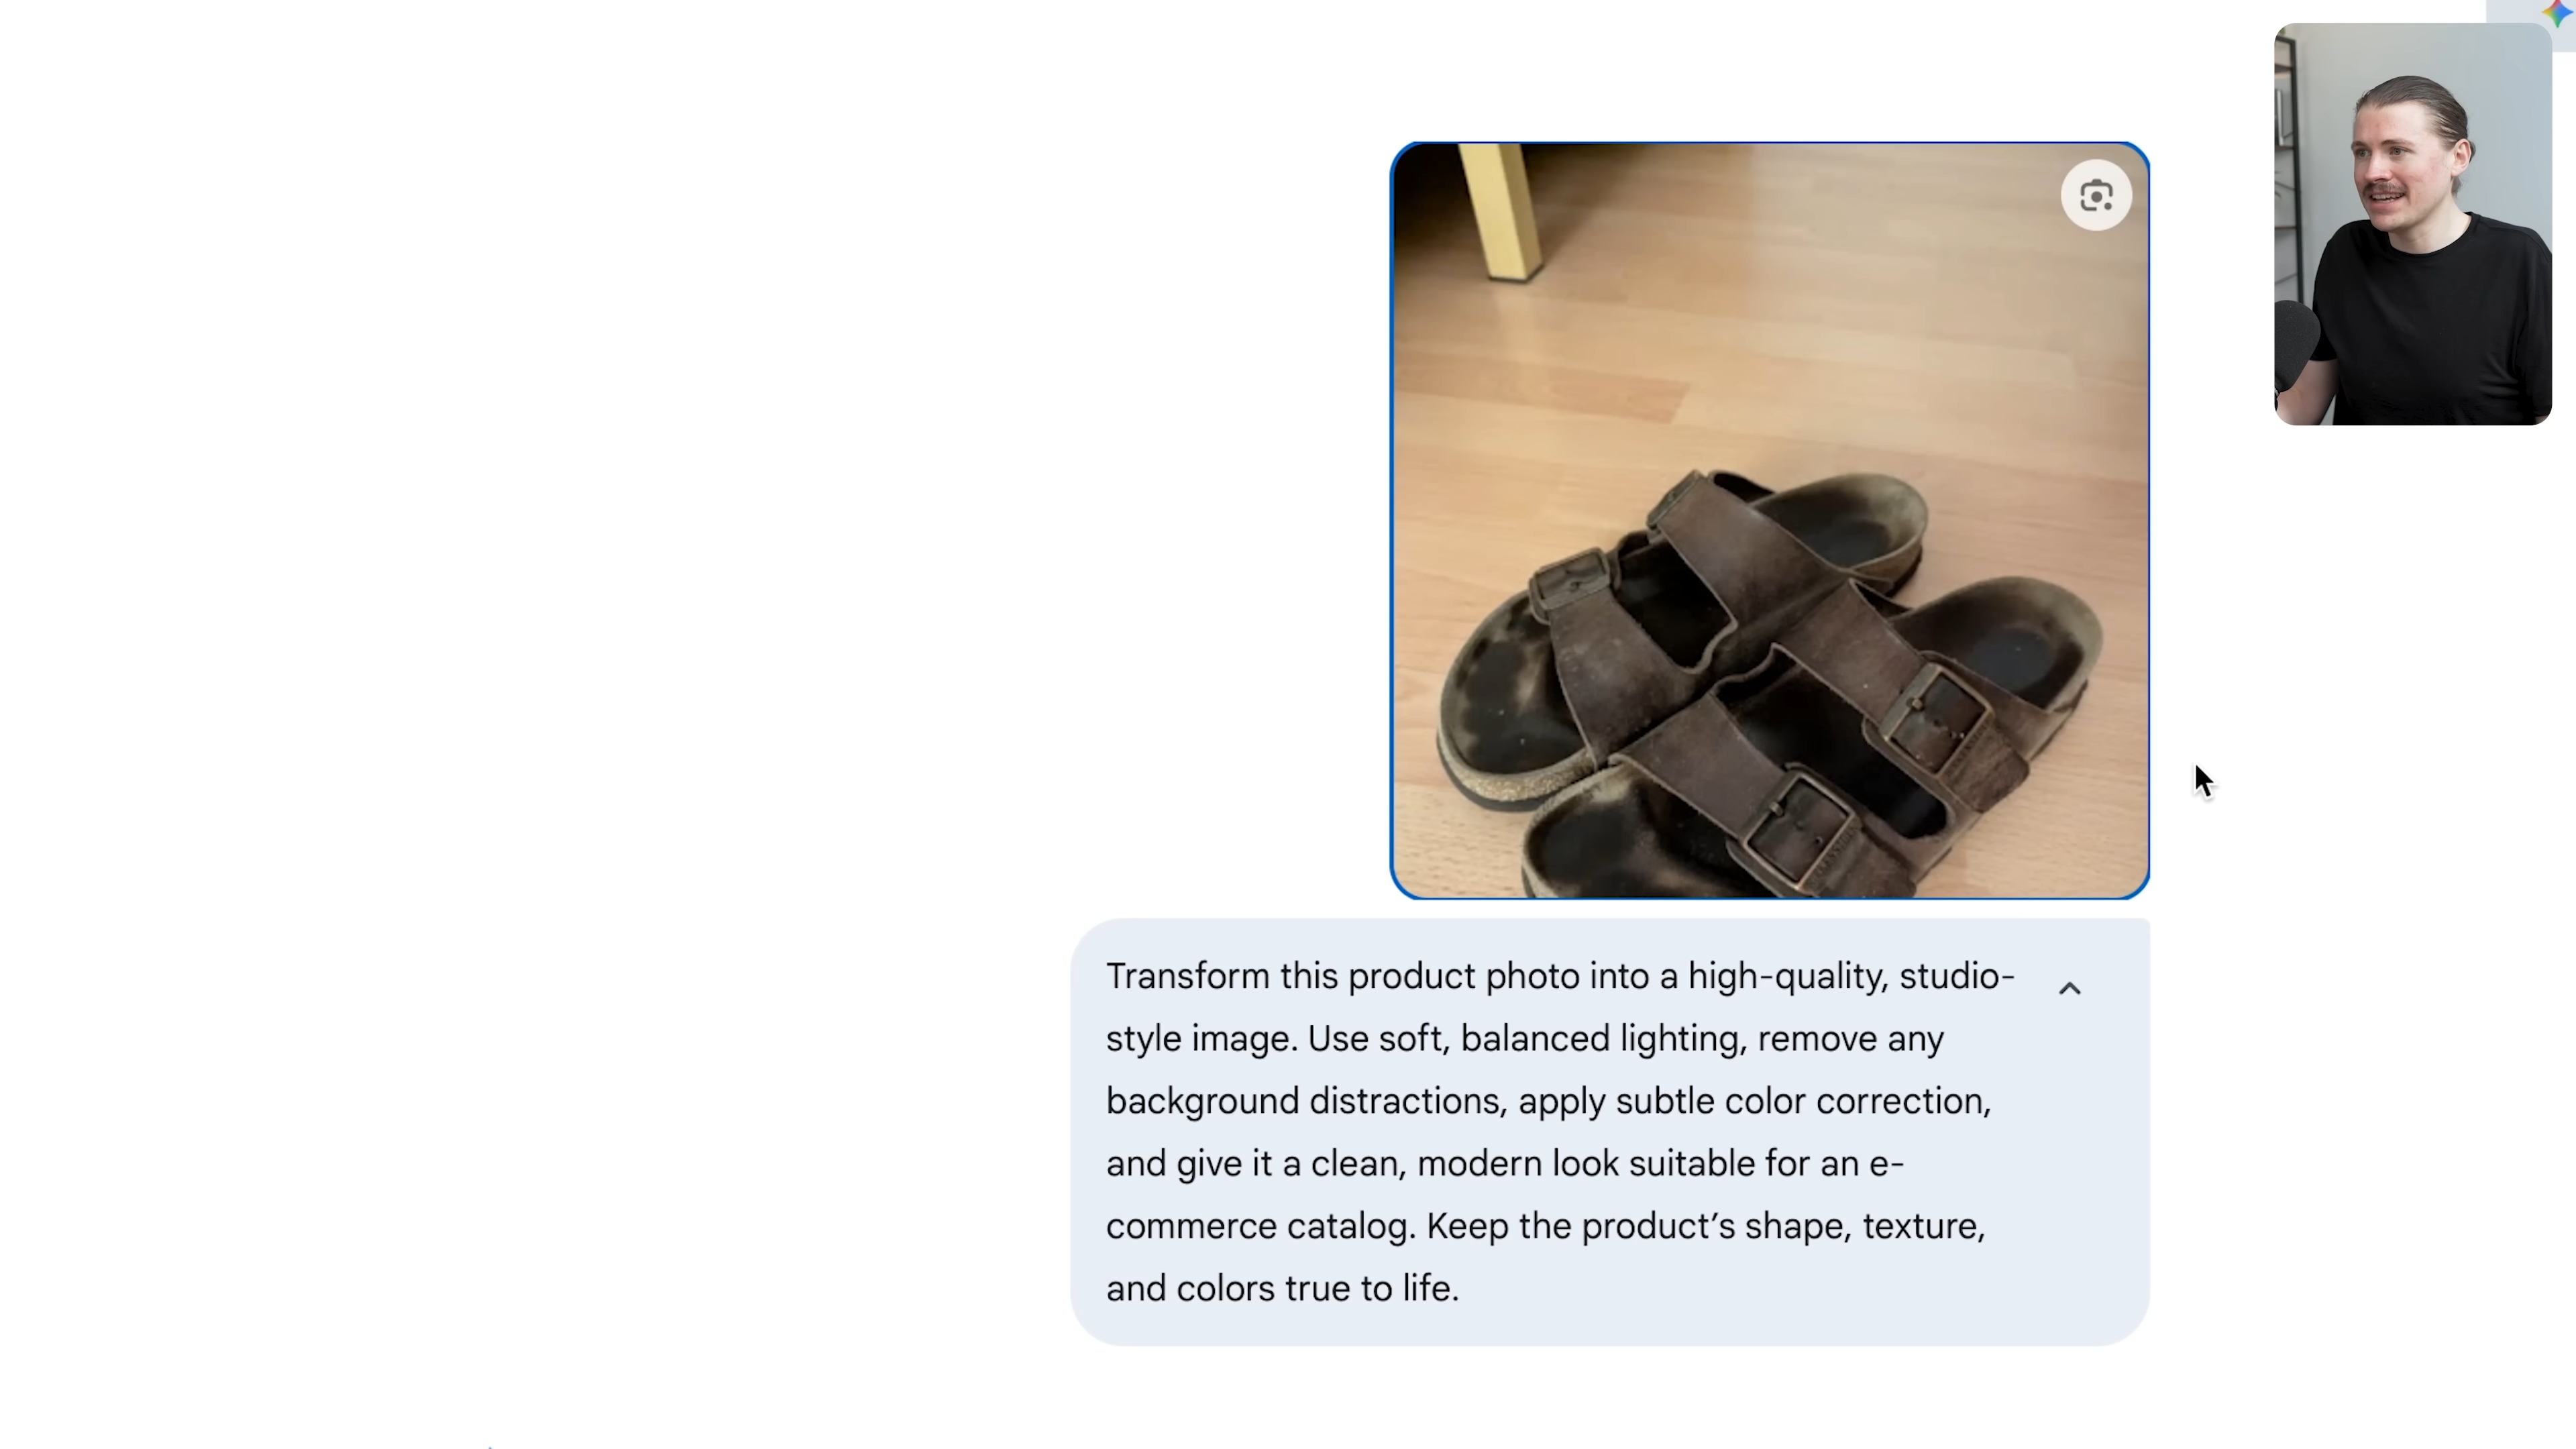 Transform this product photo into a high-quality, studio-
style image. Use soft, balanced lighting, remove any
background distractions, apply subtle color correction,
and give it a clean, modern look suitable for an e-
commerce catalog. Keep the product’s shape, texture,
and colors true to life.